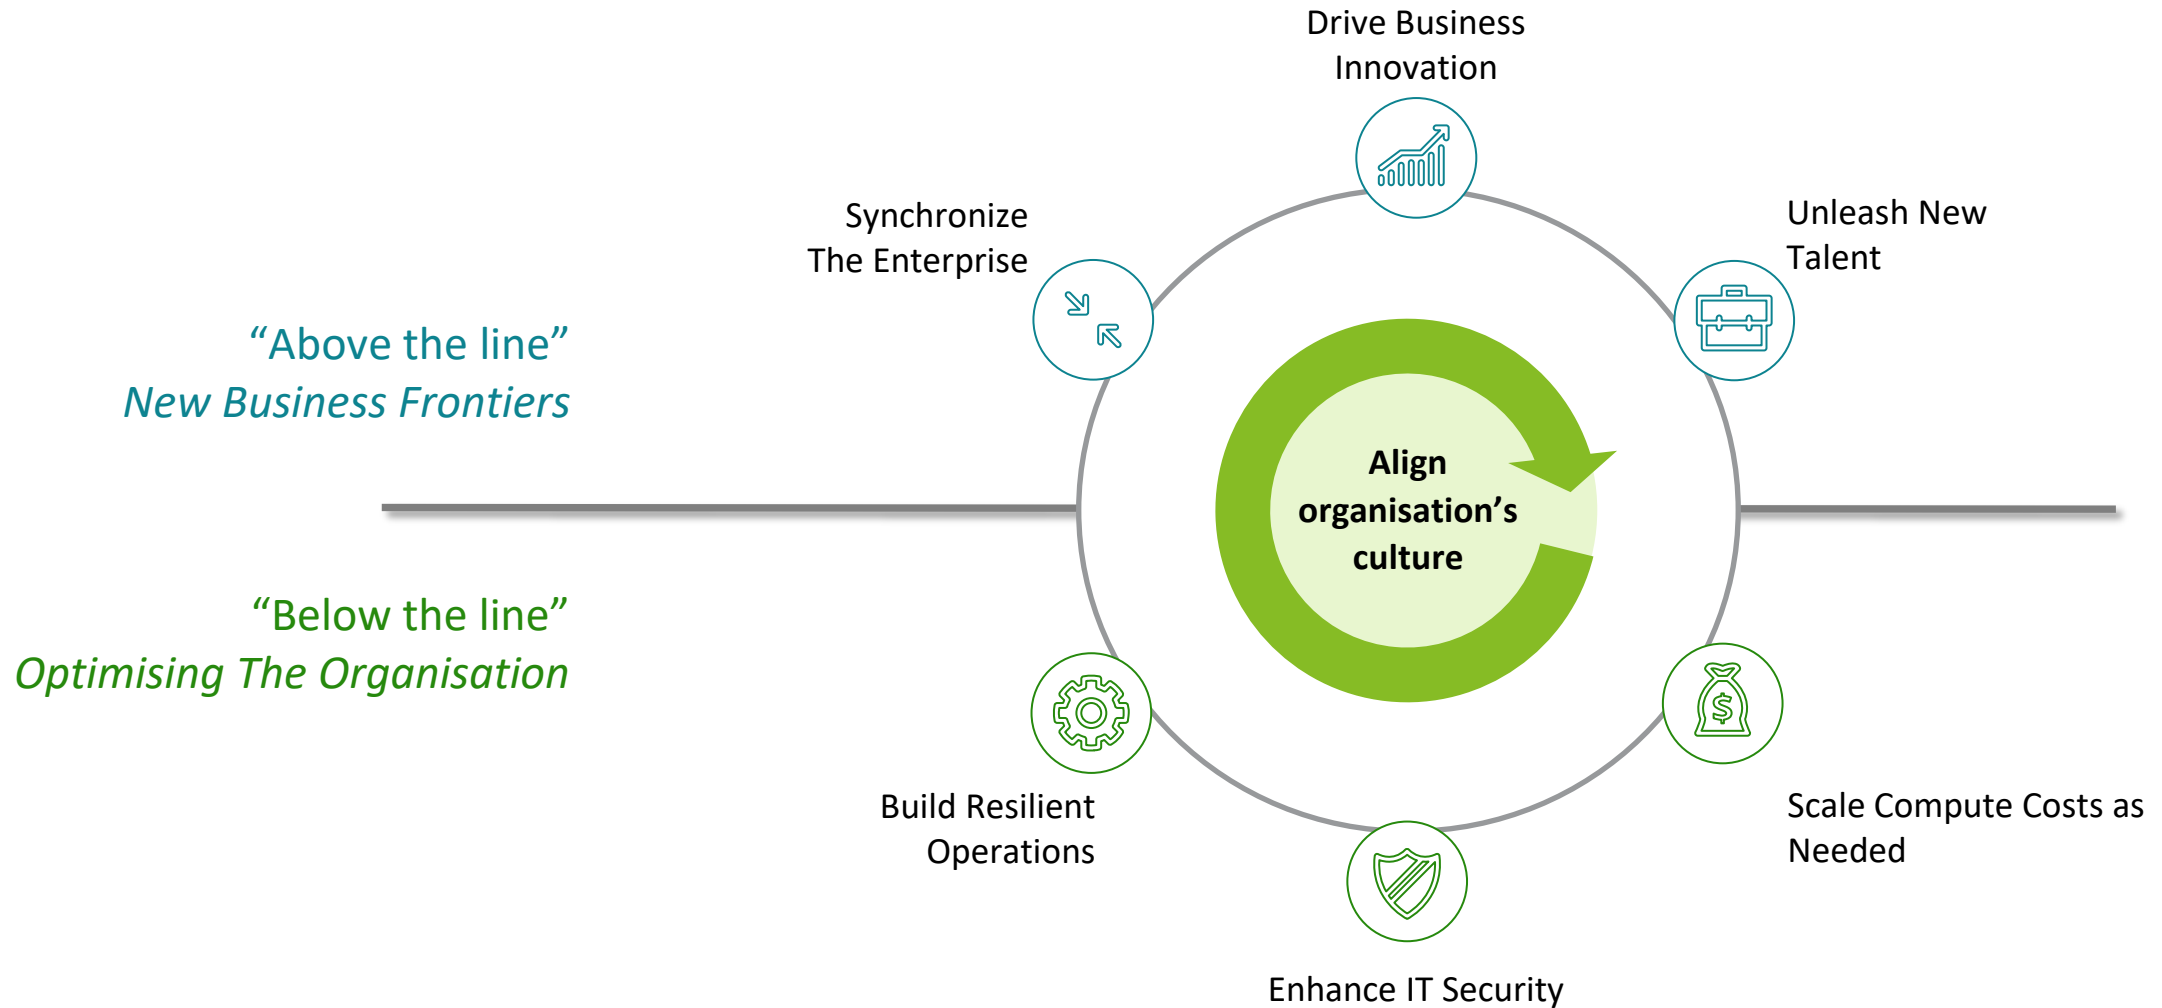 Drive Business
Innovation
Synchronize
The Enterprise
Unleash New
Talent
“Above the line”
New Business Frontiers
Align
organisation’s
culture
“Below the line”
Optimising The Organisation
Build Resilient
Operations
$
Scale Compute Costs as
Needed
Enhance IT Security